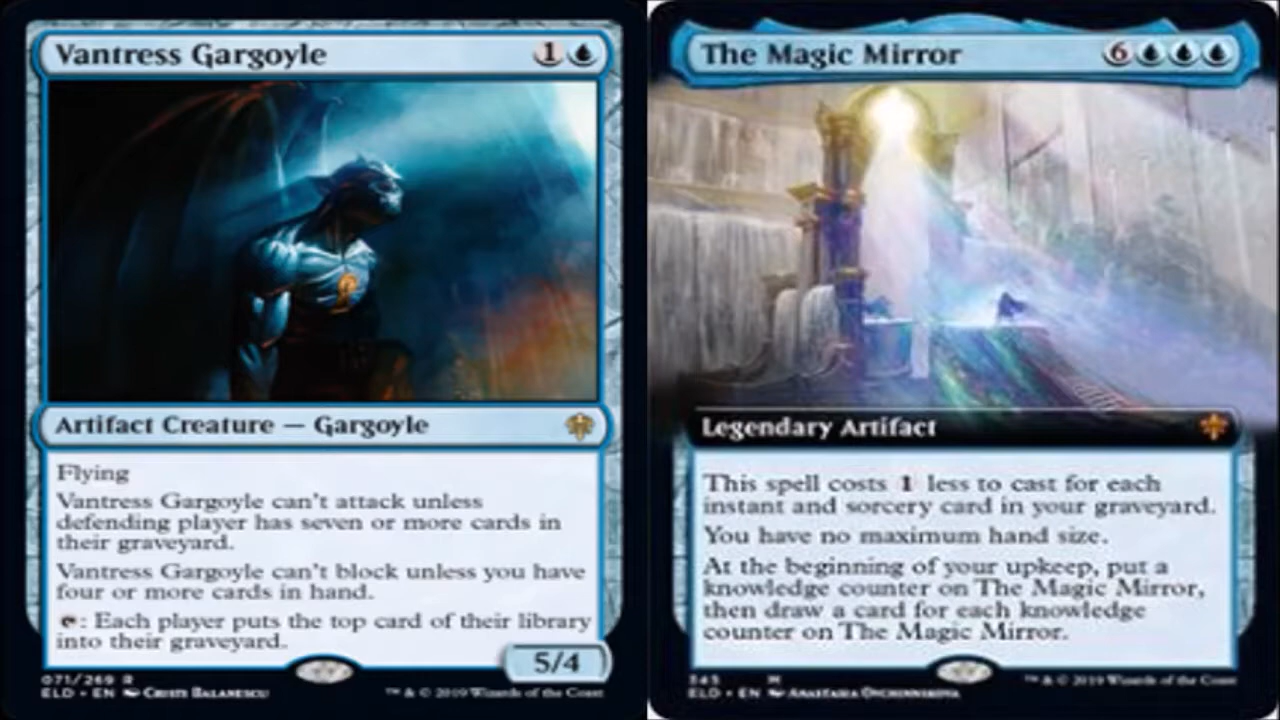 Vantress Gargoyle
1
Artifact Creature — Gargoyle
Flying
Vantress Gargoyle can't attack unless
defending player has seven or more cards in
their graveyard.
Vantress Gargoyle can't block unless you have
four or more cards in hand.
: Each player puts the top card of their library
into their graveyard.
5/4
071/269 R
ELD • EN Cristi Balanescu
™ & © 2019 Wizards of the Coast
The Magic Mirror
6
Legendary Artifact
This spell costs 1 less to cast for each
instant and sorcery card in your graveyard.
You have no maximum hand size.
At the beginning of your upkeep, put a
knowledge counter on The Magic Mirror,
then draw a card for each knowledge
counter on The Magic Mirror.
345 M
ELD • EN Anastasia Ovchinnikova
™ & © 2019 Wizards of the Coast